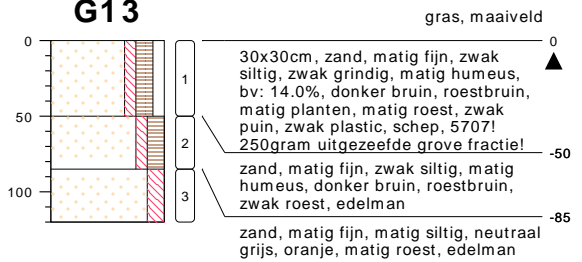 G13
gras, maaiveld
0
0
1
30x30cm, zand, matig fijn, zwak
siltig, zwak grindig, matig humeus,
bv: 14.0%, donker bruin, roestbruin,
matig planten, matig roest, zwak
puin, zwak plastic, schep, 5707!
250gram uitgezeefde grove fractie!
50
-50
2
zand, matig fijn, zwak siltig, matig
humeus, donker bruin, roestbruin,
zwak roest, edelman
-85
100
3
zand, matig fijn, matig siltig, neutraal
grijs, oranje, matig roest, edelman